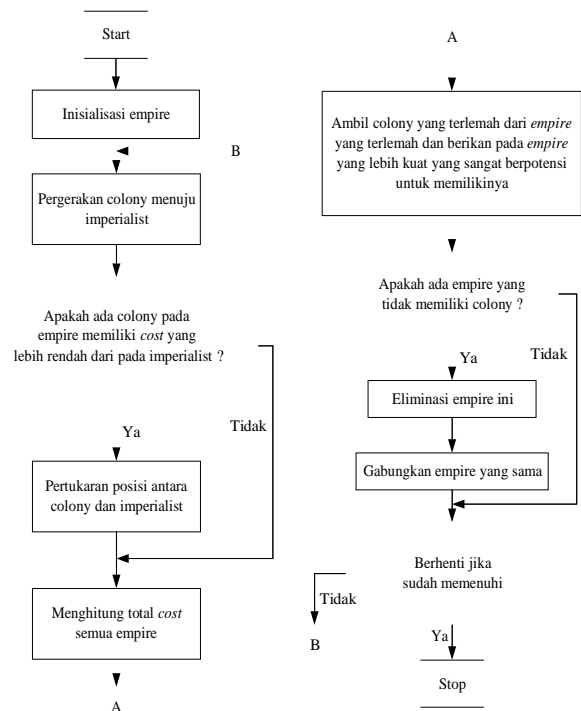 Start
Inisialisasi empire
B
Pergerakan colony menuju
imperialist
Apakah ada colony pada
empire memiliki cost yang
lebih rendah dari pada imperialist ?
Tidak
Ya
Pertukaran posisi antara
colony dan imperialist
Menghitung total cost
semua empire
A
A
Ambil colony yang terlemah dari empire
yang terlemah dan berikan pada empire
yang lebih kuat yang sangat berpotensi
untuk memilikinya
Apakah ada empire yang
tidak memiliki colony ?
Tidak
Ya
Eliminasi empire ini
Gabungkan empire yang sama
Berhenti jika
sudah memenuhi
Tidak
B
Ya
Stop